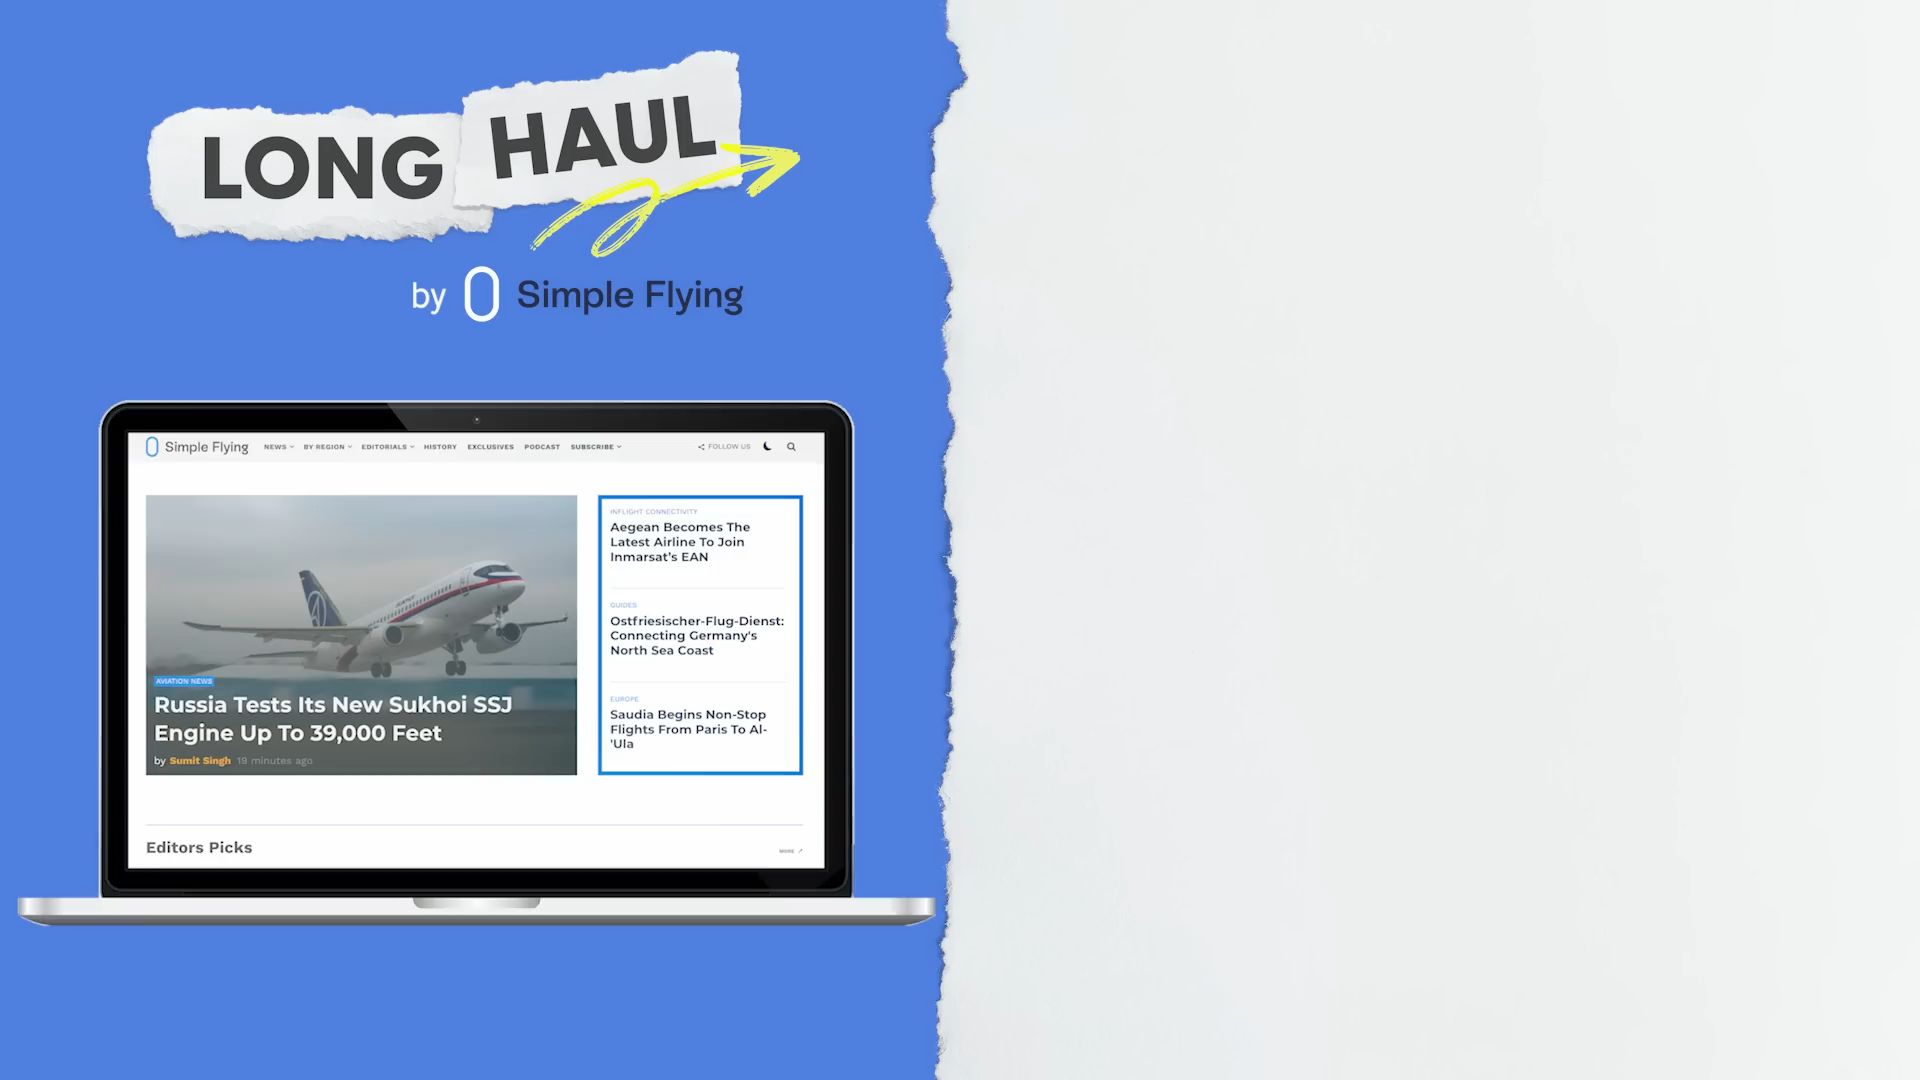 LONG HAUL
by Simple Flying
Simple Flying NEWS BY REGION EDITORIALS HISTORY EXCLUSIVES PODCAST SUBSCRIBE FOLLOW US
AVIATION NEWS
Russia Tests Its New Sukhoi SSJ
Engine Up To 39,000 Feet
by Sumit Singh 19 minutes ago
INFLIGHT CONNECTIVITY
Aegean Becomes The
Latest Airline To Join
Inmarsat's EAN
GUIDES
Ostfriesischer-Flug-Dienst:
Connecting Germany's
North Sea Coast
EUROPE
Saudia Begins Non-Stop
Flights From Paris To Al-
'Ula
Editors Picks
MORE